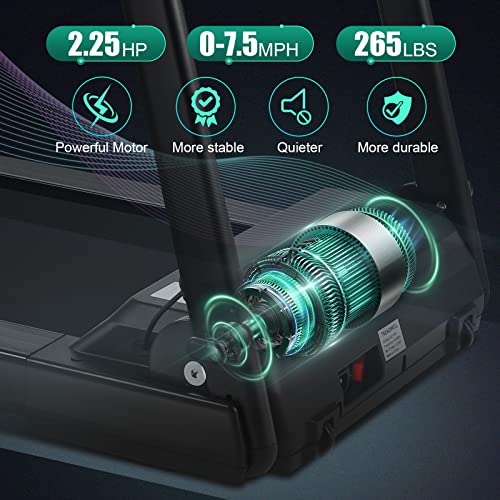 2.25HP
0-7.5MPH
265LBS
Powerful Motor
More stable
Quieter
More durable